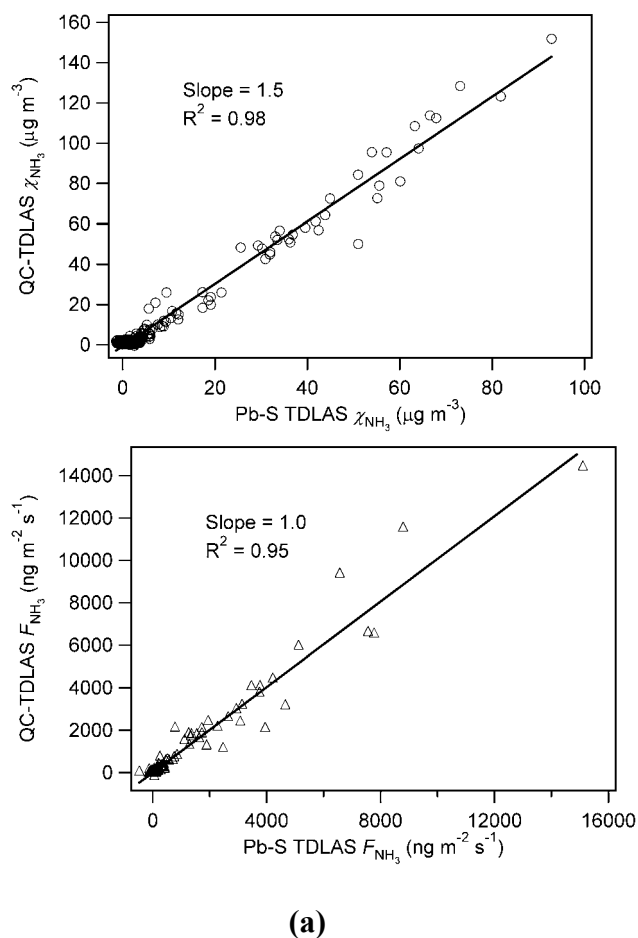 160
140
120
100
80
60
40
20
0
QC-TDLAS χNH3 (μg m-3)
Slope = 1.5
R2 = 0.98
0 20 40 60 80 100
Pb-S TDLAS χNH3 (μg m-3)
14000
12000
10000
8000
6000
4000
2000
0
QC-TDLAS FNH3 (ng m-2 s-1)
Slope = 1.0
R2 = 0.95
0 4000 8000 12000 16000
Pb-S TDLAS FNH3 (ng m-2 s-1)
(a)